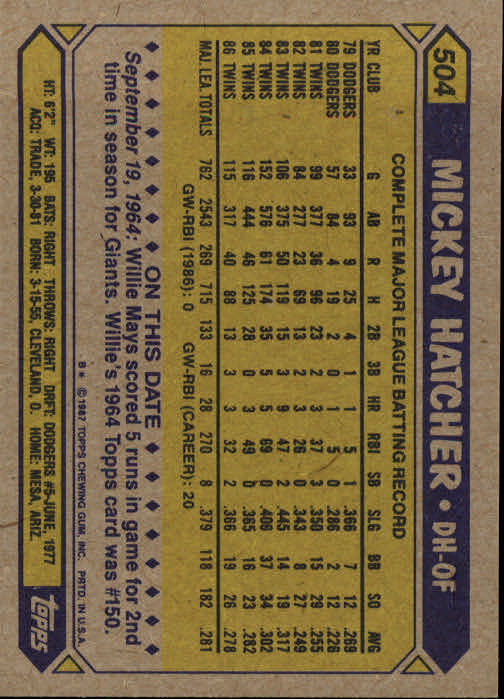 504 MICKEY HATCHER • DH-OF
COMPLETE MAJOR LEAGUE BATTING RECORD
YR CLUB G AB R H 2B 3B HR RBI SB SLG BB SO AVG
79 DODGERS 33 93 9 25 4 1 1 5 1 .366 7 12 .269
80 DODGERS 57 84 4 19 2 0 1 5 0 .286 2 12 .226
81 TWINS 99 377 36 96 23 2 3 37 3 .350 15 29 .255
82 TWINS 84 277 23 69 13 2 3 26 0 .343 8 27 .249
83 TWINS 106 375 50 119 15 3 9 47 2 .445 14 19 .317
84 TWINS 152 576 61 174 35 5 5 69 0 .406 37 34 .302
85 TWINS 116 444 46 125 28 0 3 49 0 .365 16 23 .282
86 TWINS 115 317 40 88 13 3 3 32 2 .366 19 26 .278
MAJ. LEA. TOTALS 762 2543 269 715 133 16 28 270 8 .379 118 182 .281
GW-RBI (1986): 0 GW-RBI (CAREER): 20
ON THIS DATE
September 19, 1964: Willie Mays scored 5 runs in game for 2nd
time in season for Giants. Willie's 1964 Topps card was #150.
B* © 1987 TOPPS CHEWING GUM, INC. PRTD. IN U.S.A.
HT: 6'2" WT: 195 BATS: RIGHT THROWS: RIGHT DRFT: DODGERS #5-JUNE, 1977
ACQ: TRADE, 3-30-81 BORN: 3-15-55, CLEVELAND, O. HOME: MESA, ARIZ.
topps